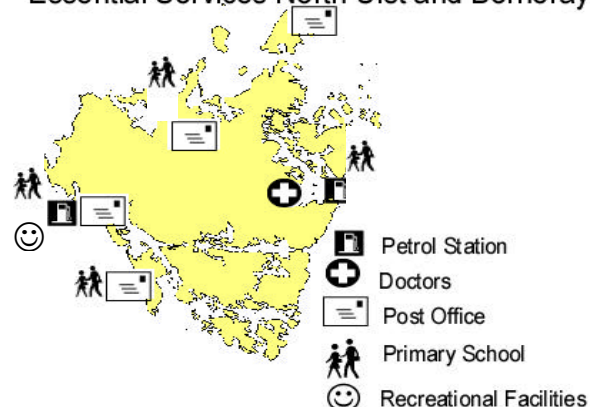 Essential Services North Uist and Berneray
Petrol Station
Doctors
Post Office
Primary School
Recreational Facilities